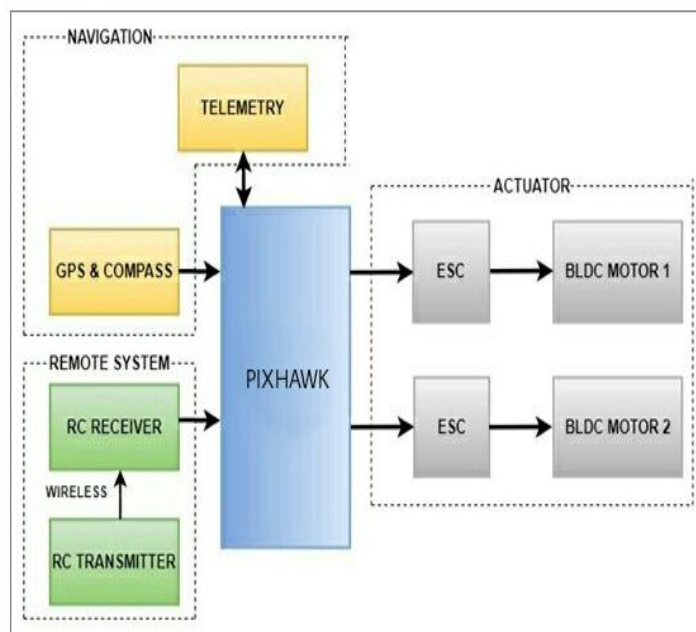 NAVIGATION
TELEMETRY
GPS & COMPASS
REMOTE SYSTEM
RC RECEIVER
WIRELESS
RC TRANSMITTER
PIXHAWK
ACTUATOR
ESC
BLDC MOTOR 1
ESC
BLDC MOTOR 2